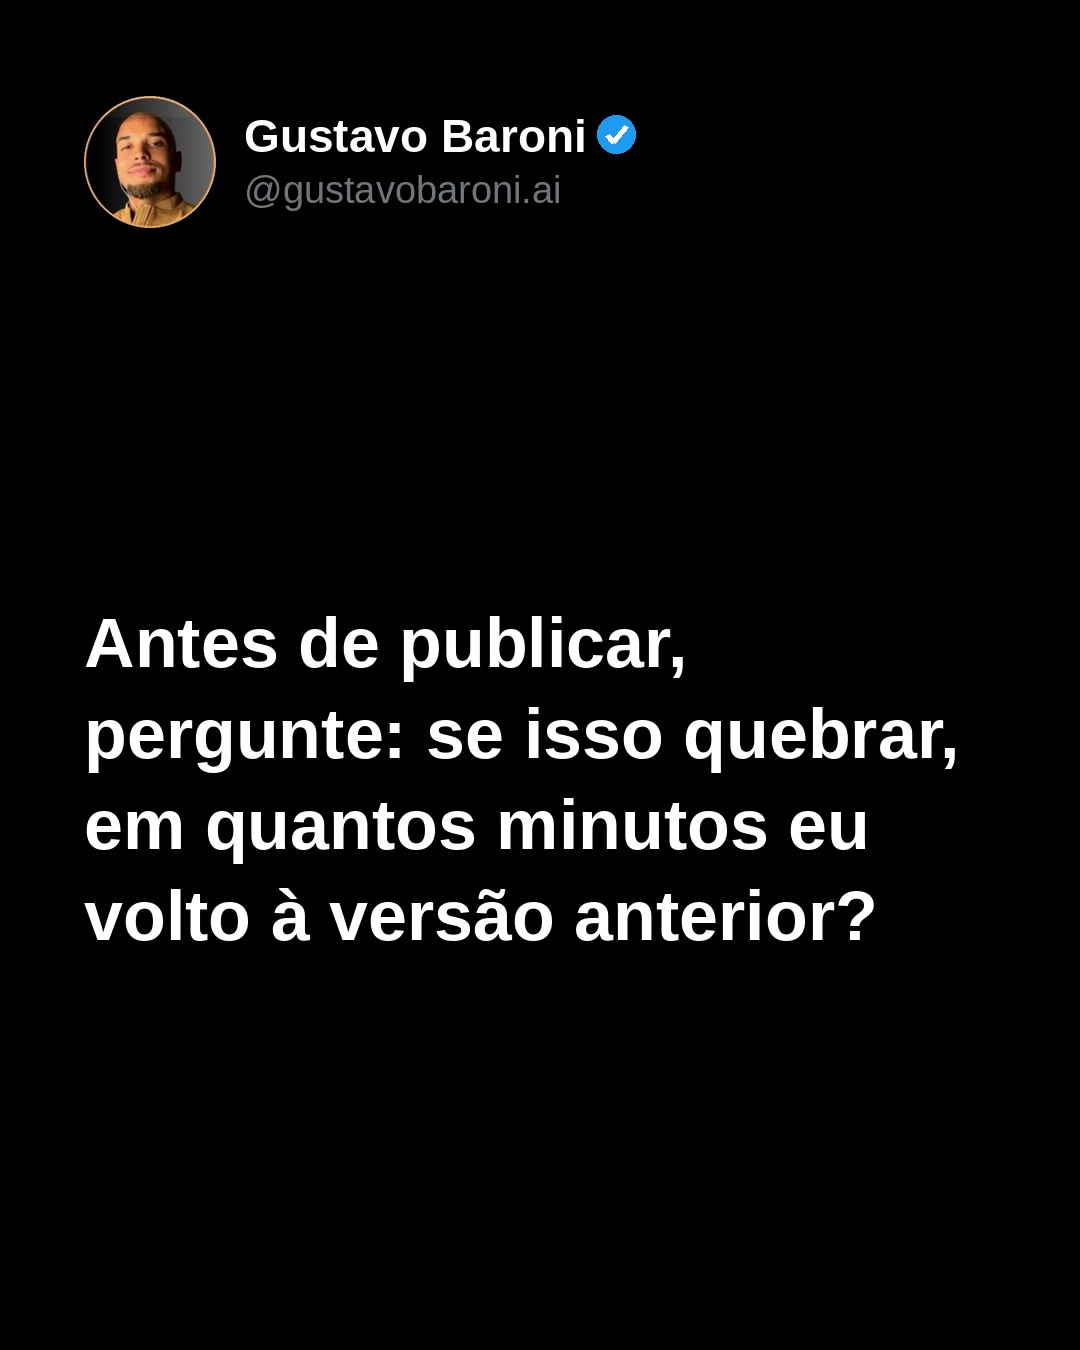 Gustavo Baroni
@gustavobaroni.ai
Antes de publicar,
pergunte: se isso quebrar,
em quantos minutos eu
volto à versão anterior?